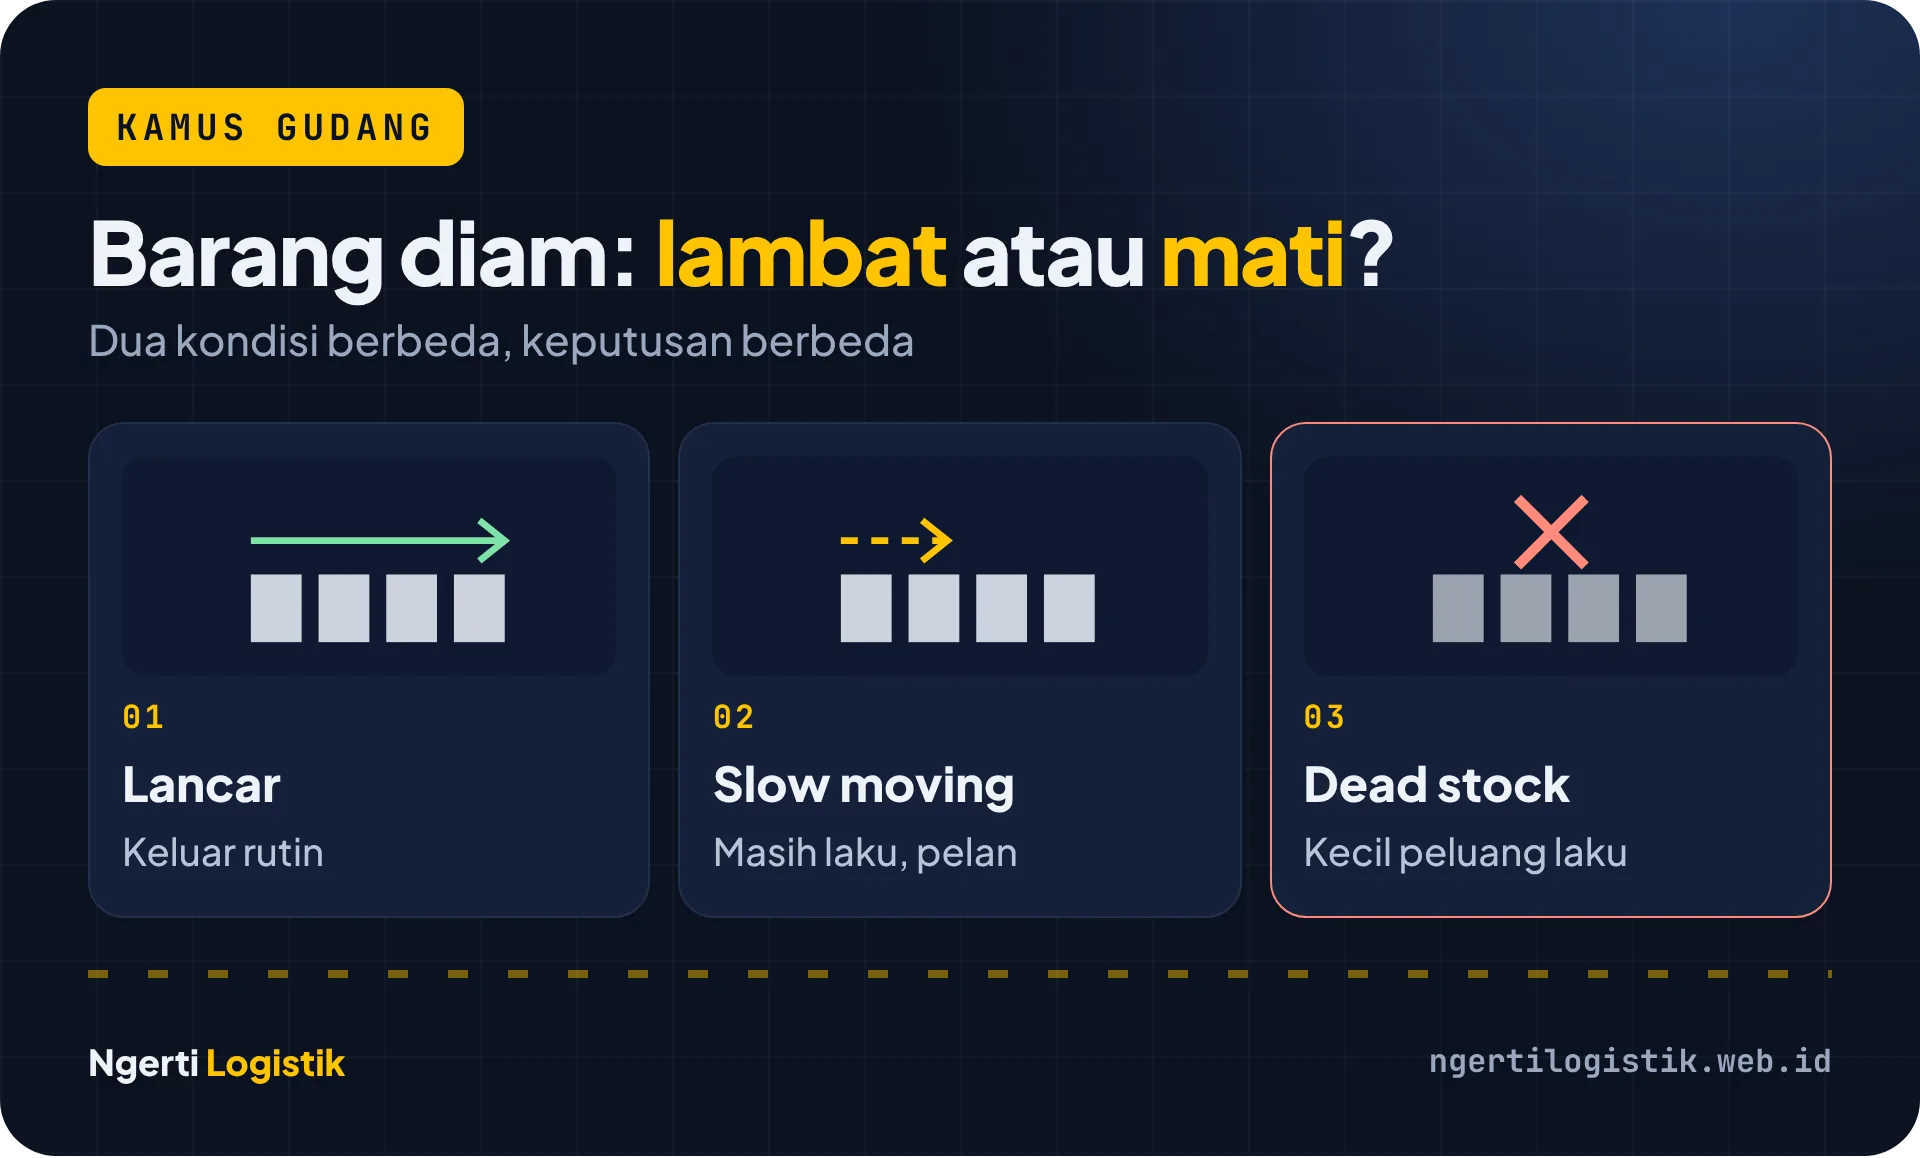 KAMUS GUDANG
Barang diam: lambat atau mati?
Dua kondisi berbeda, keputusan berbeda
01
Lancar
Keluar rutin
02
Slow moving
Masih laku, pelan
03
Dead stock
Kecil peluang laku
Ngerti Logistik
ngertilogistik.web.id